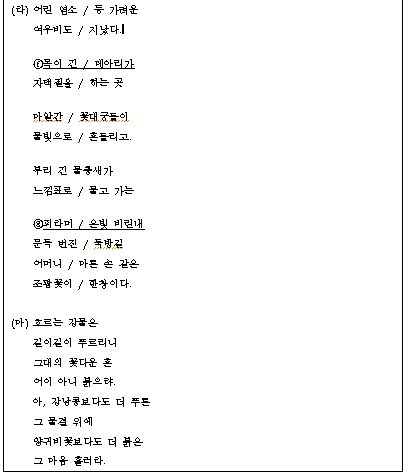 (라) 어린 염소 / 등 가려운
여우비도 / 지났다.
ⓕ목이 긴 / 메아리가
자맥질을 / 하는 곳
마알간 / 꽃대궁들이
물빛으로 / 흔들리고.
부리 긴 물총새가
느낌표로 / 물고 가는
ⓖ피라미 / 은빛 비린내
문득 번진 / 둑방길
어머니 / 마른 손 같은
조팝꽃이 / 한창이다.
(마) 흐르는 강물은
길이길이 푸르리니
그대의 꽃다운 혼
어이 아니 붉으랴.
아, 강낭콩보다도 더 푸른
그 물결 위에
양귀비꽃보다도 더 붉은
그 마음 흘러라.